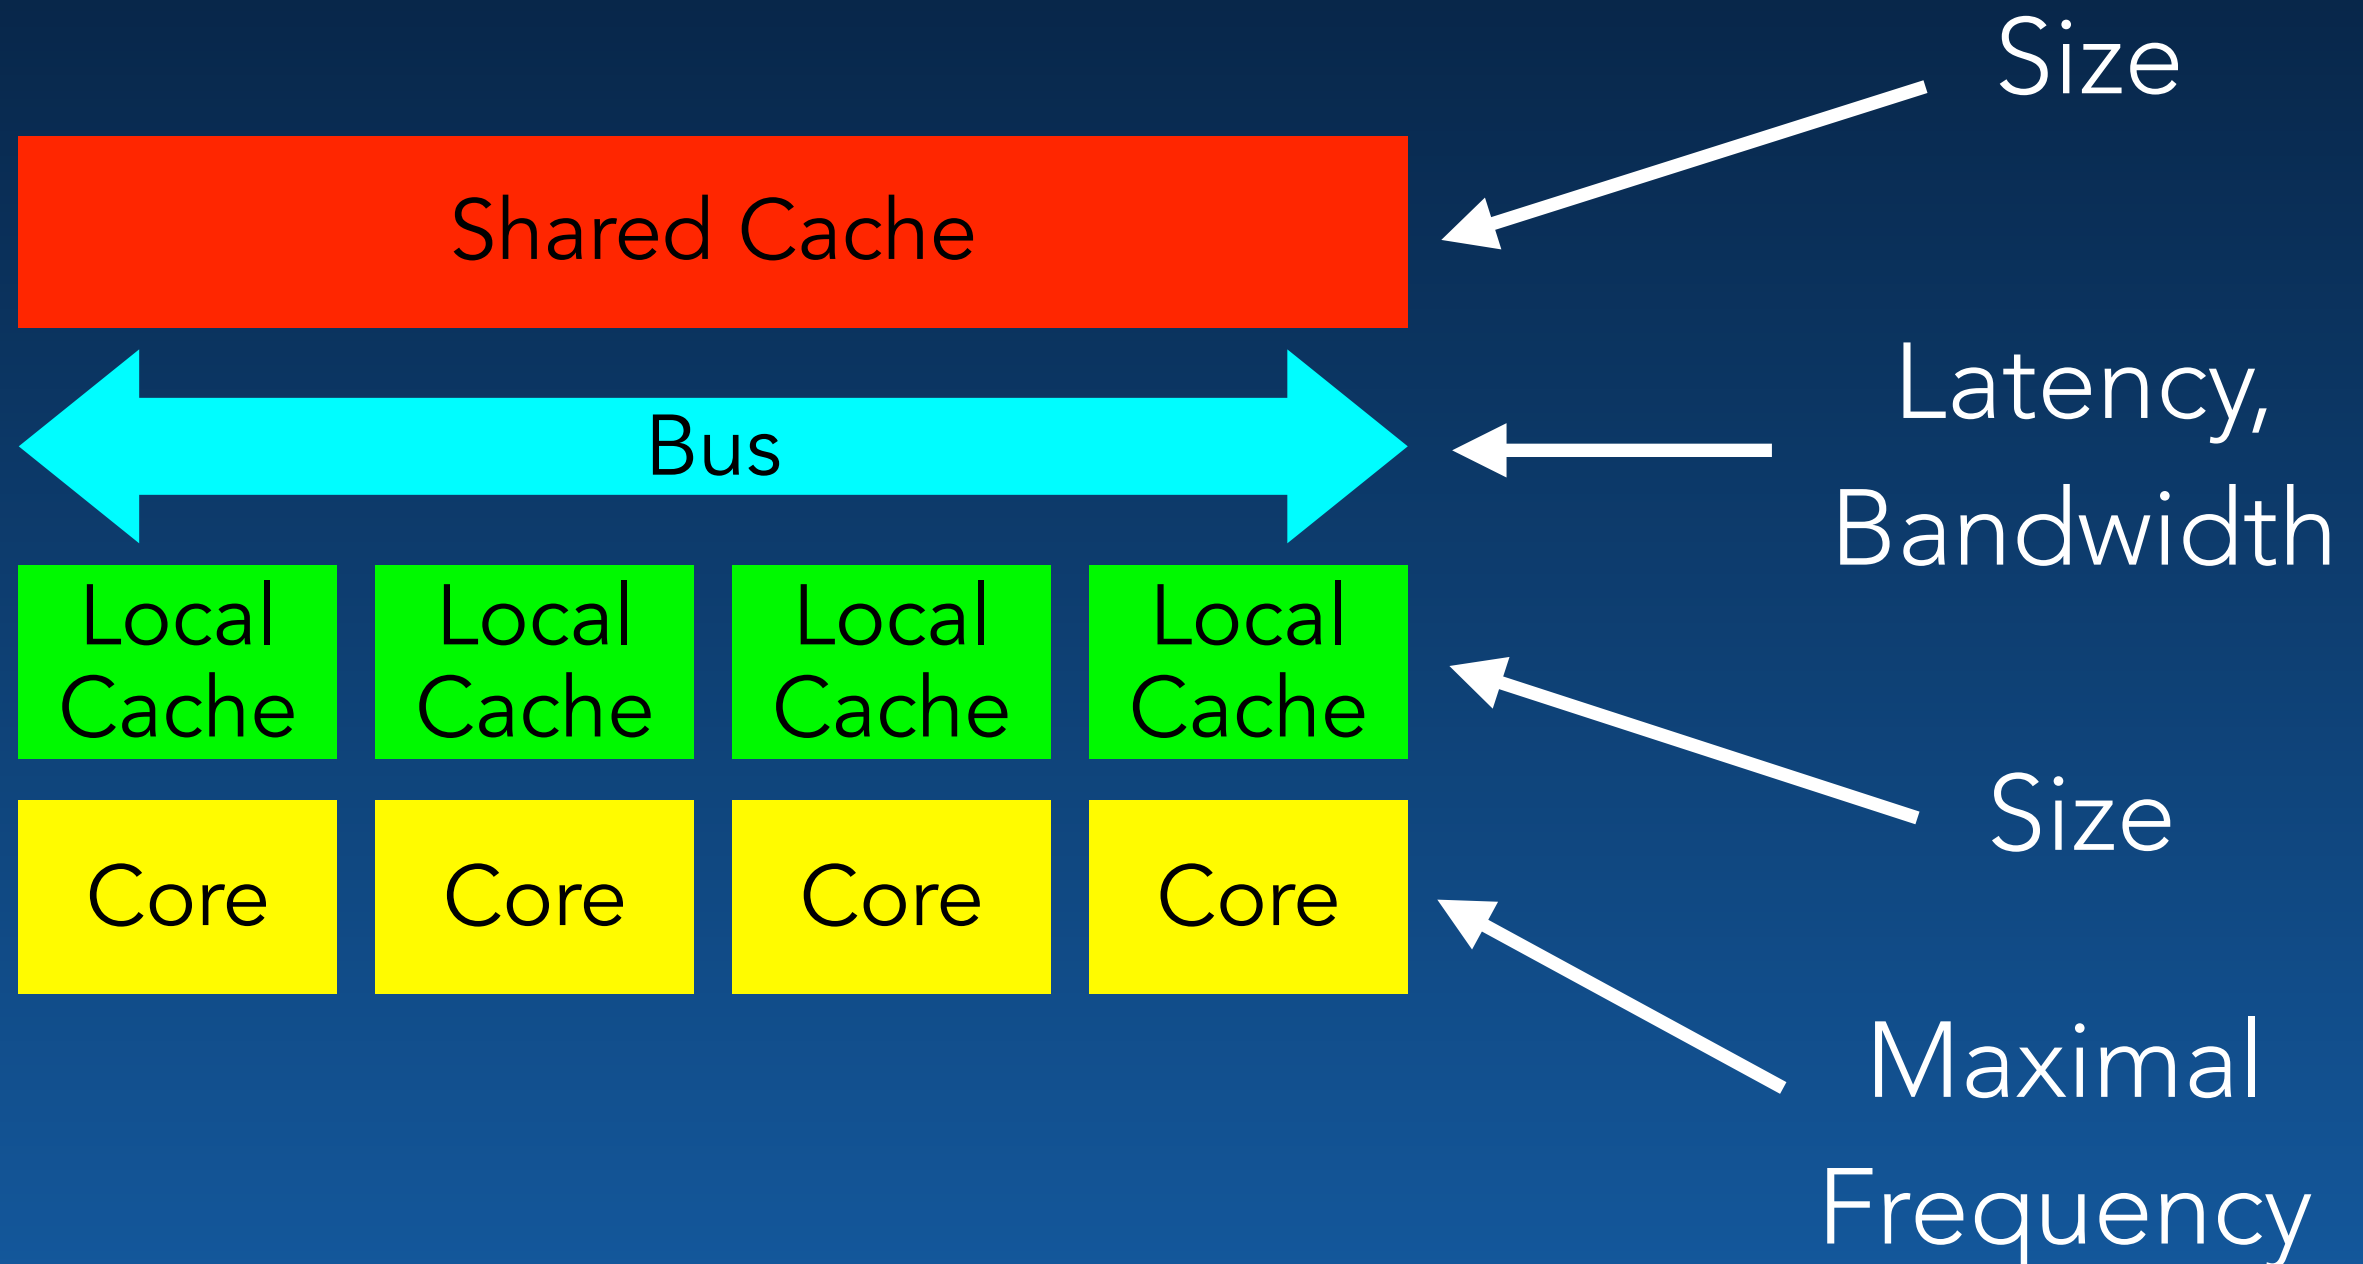 Size
Shared Cache
Latency,
Bus
Bandwidth
Local Local Local Local
Cache Cache Cache Cache
Size
Core Core Core Core
Maximal
Frequency